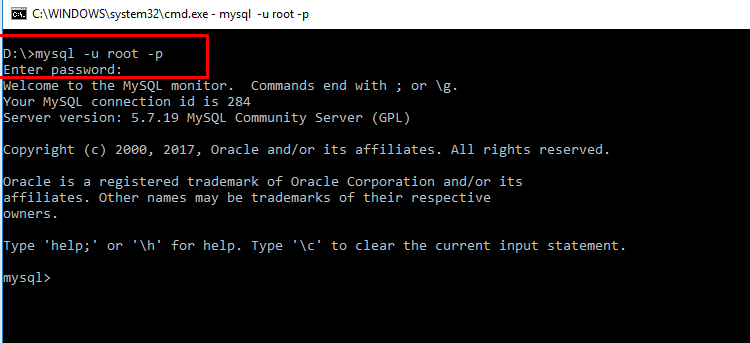 C:\WINDOWS\system32\cmd.exe - mysql  -u root -p
D:\>mysql -u root -p
Enter password:
Welcome to the MySQL monitor.  Commands end with ; or \g.
Your MySQL connection id is 284
Server version: 5.7.19 MySQL Community Server (GPL)
Copyright (c) 2000, 2017, Oracle and/or its affiliates. All rights reserved.
Oracle is a registered trademark of Oracle Corporation and/or its
affiliates. Other names may be trademarks of their respective
owners.
Type 'help;' or '\h' for help. Type '\c' to clear the current input statement.
mysql>